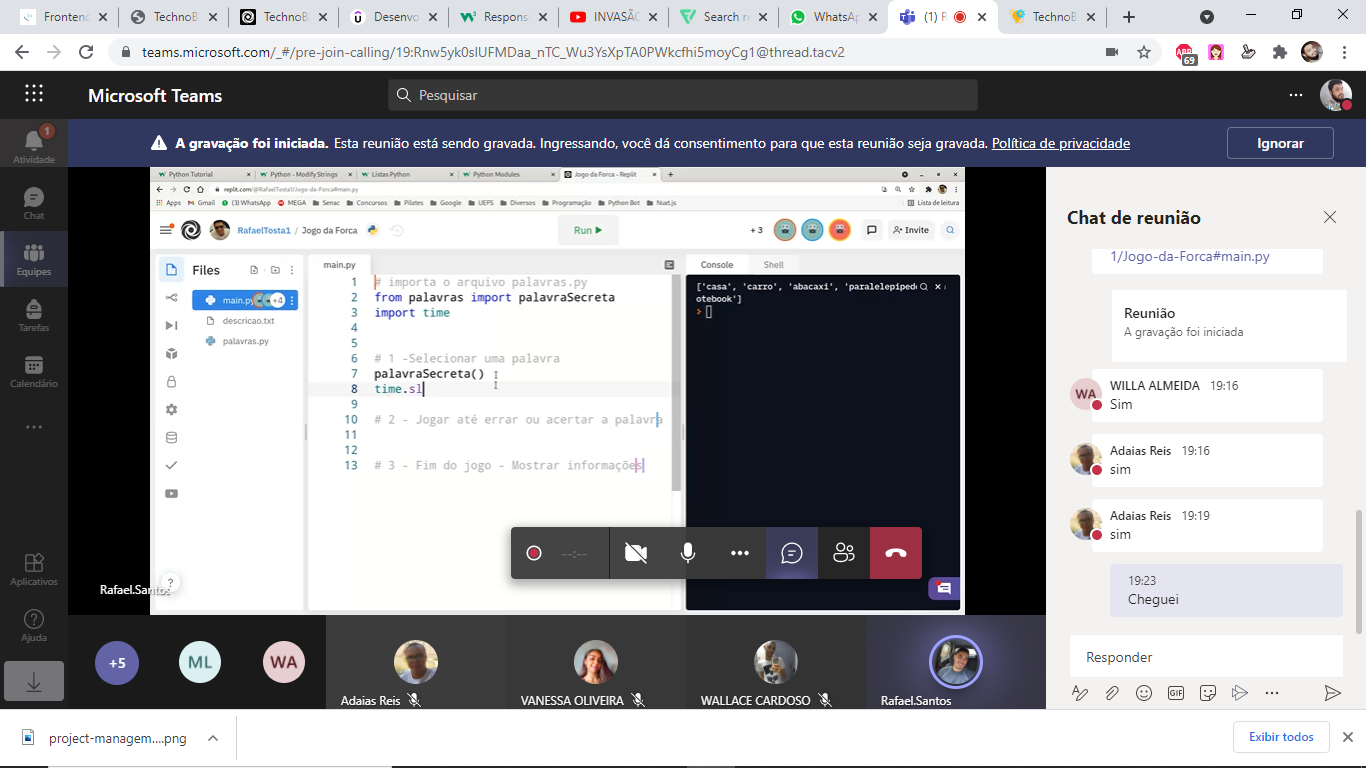 Frontend
TechnoB
TechnoB
Desenvo
Respons
INVASÃO
Search re
WhatsAp
(1) R
TechnoB
teams.microsoft.com/_#/pre-join-calling/19:Rnw5yk0slUFMDaa_nTC_Wu3YsXpTA0PWkcfhi5moyCg1@thread.tacv2
69
Microsoft Teams
Pesquisar
A gravação foi iniciada. Esta reunião está sendo gravada. Ingressando, você dá consentimento para que esta reunião seja gravada. Política de privacidade
Ignorar
1
Atividade
Chat
Equipes
Tarefas
Calendário
Aplicativos
Ajuda
Python Tutorial
Python - Modify Strings
Listas Python
Python Modules
Jogo da Forca - Replit
replit.com/@RafaelTosta1/Jogo-da-Forca#main.py
Apps
Gmail
(3) WhatsApp
MEGA
Senac
Concursos
Pilates
Google
UEFS
Diversos
Programação
Python Bot
Nuxt.js
Lista de leitura
RafaelTosta1 / Jogo da Forca
Run
+ 3
Invite
Files
main.py
+4
descricao.txt
palavras.py
main.py
1 # importa o arquivo palavras.py
2 from palavras import palavraSecreta
3 import time
4
5
6 # 1 -Selecionar uma palavra
7 palavraSecreta()
8 time.sl
9
10 # 2 - Jogar até errar ou acertar a palavra
11
12
13 # 3 - Fim do jogo - Mostrar informações
Console
Shell
['casa', 'carro', 'abacaxi', 'paralelepiped
otebook']
--:--
?
Rafael.Santos
+5
ML
WA
Adaias Reis
VANESSA OLIVEIRA
WALLACE CARDOSO
Rafael.Santos
Chat de reunião
1/Jogo-da-Forca#main.py
Reunião
A gravação foi iniciada
WA
WILLA ALMEIDA 19:16
Sim
Adaias Reis 19:16
sim
Adaias Reis 19:19
sim
19:23
Cheguei
Responder
GIF
project-managem....png
Exibir todos